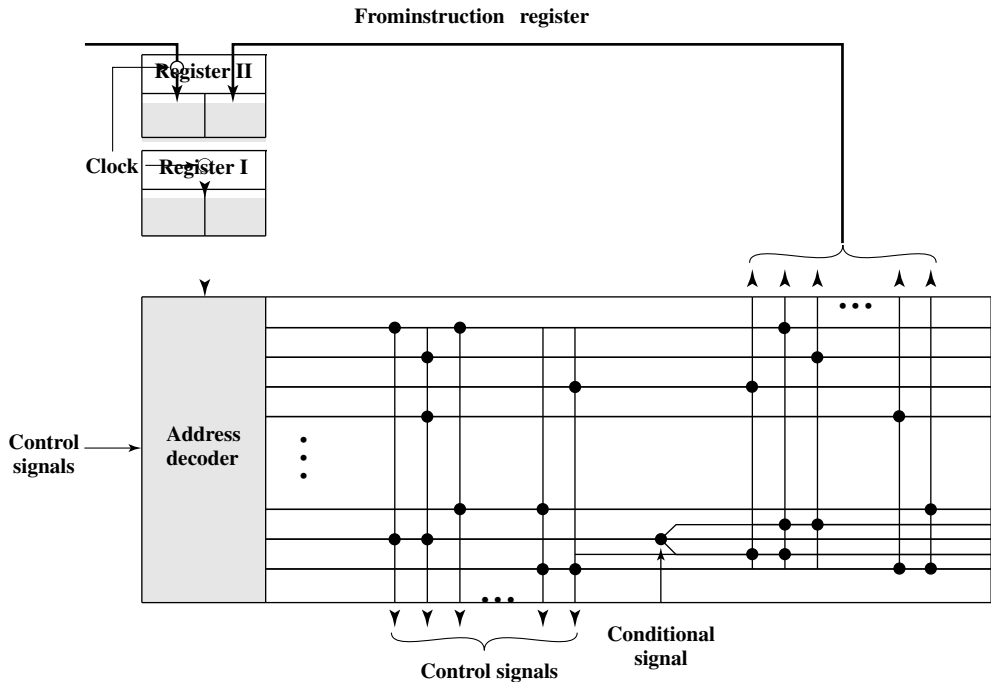 Frominstruction register
Register II
Clock
Register I
Control
signals
Address
decoder
Conditional
signal
Control signals